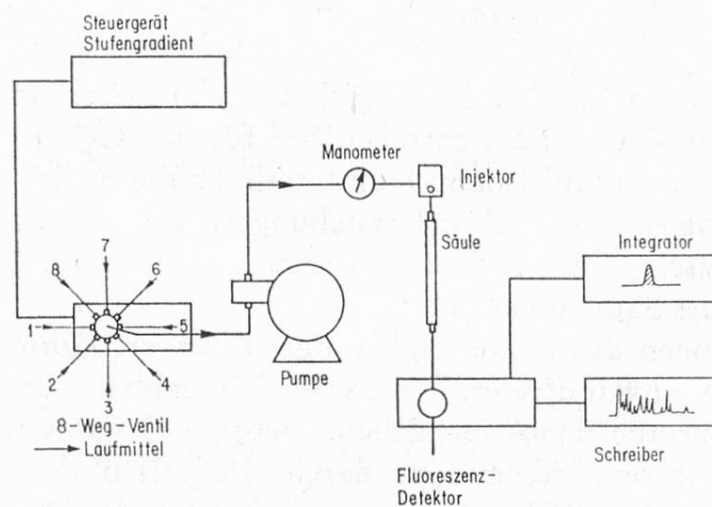 Steuergerät
Stufengradient
Manometer
Injektor
Säule
Integrator
7
8
6
1
5
2
4
3
Pumpe
8-Weg-Ventil
Laufmittel
Schreiber
Fluoreszenz-
Detektor